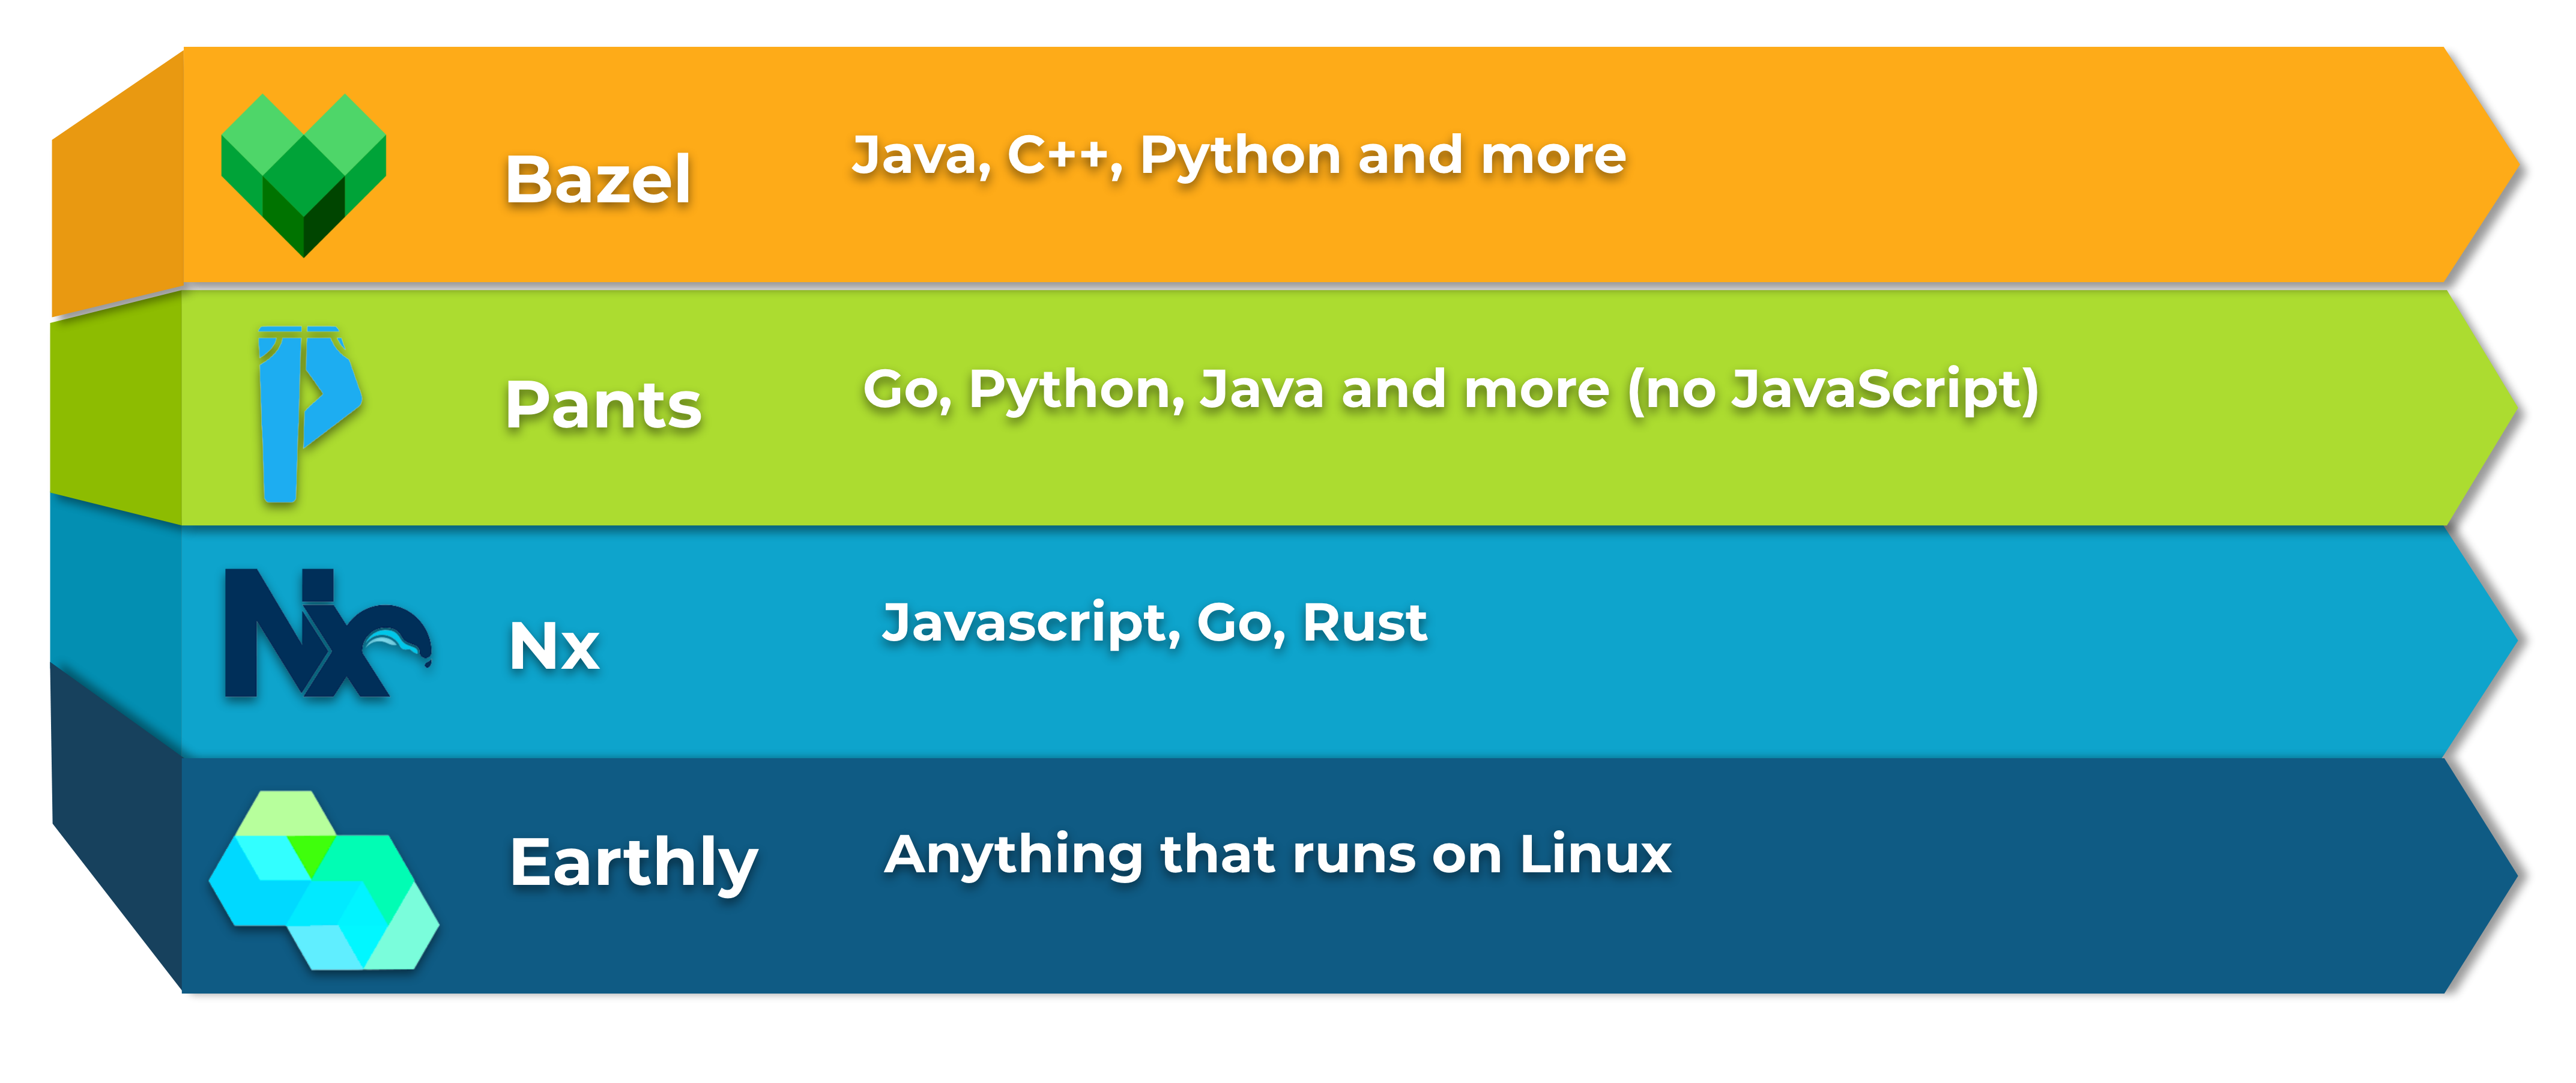 Bazel
Java, C++, Python and more
Pants
Go, Python, Java and more (no JavaScript)
Nx
Nx
Javascript, Go, Rust
Earthly
Anything that runs on Linux